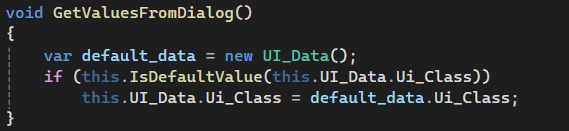 void GetValuesFromDialog()
{
var default_data = new UI_Data();
if (this.IsDefaultValue(this.UI_Data.Ui_Class))
this.UI_Data.Ui_Class = default_data.Ui_Class;
}